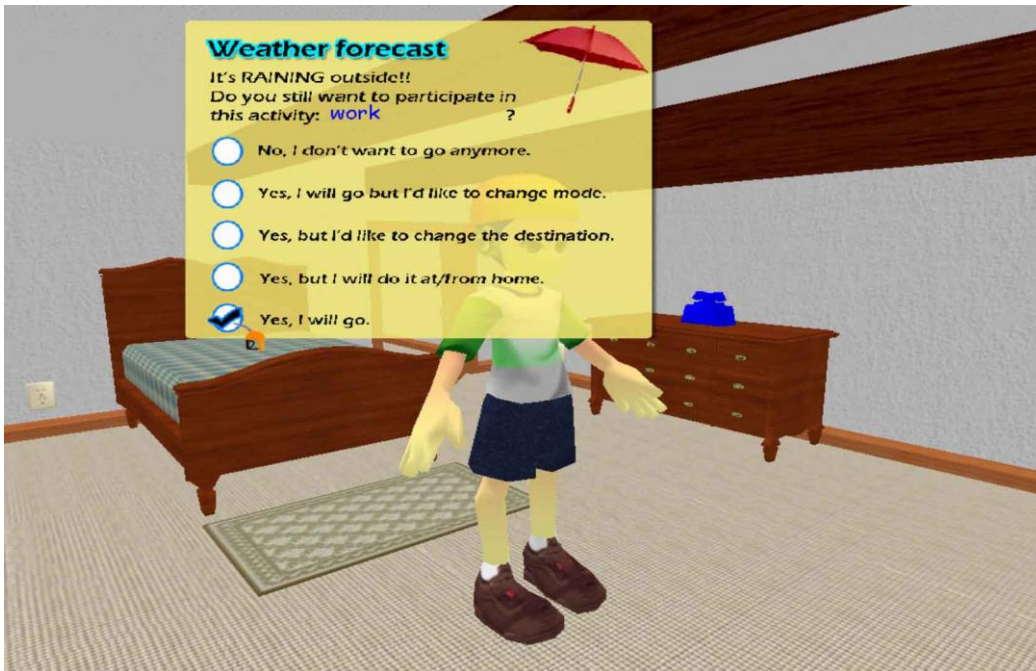 Weather forecast
It's RAINING outside!!
Do you still want to participate in
this activity: work ?
No, I don't want to go anymore.
Yes, I will go but I'd like to change mode.
Yes, but I'd like to change the destination.
Yes, but I will do it at/from home.
Yes, I will go.